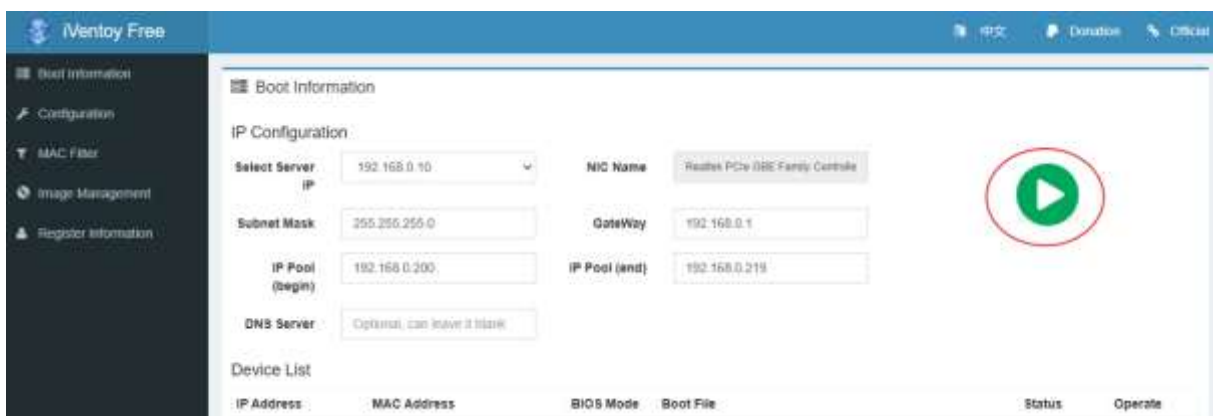 iVentoy Free
中文
Donation
Official
Boot Information
Configuration
MAC Filter
Image Management
Register Information
Boot Information
IP Configuration
Select Server IP
192.168.0.10
NIC Name
Realtek PCIe GBE Family Controlle
Subnet Mask
255.255.255.0
GateWay
192.168.0.1
IP Pool (begin)
192.168.0.200
IP Pool (end)
192.168.0.219
DNS Server
Optional, can leave it blank
Device List
IP Address MAC Address BIOS Mode Boot File Status Operate